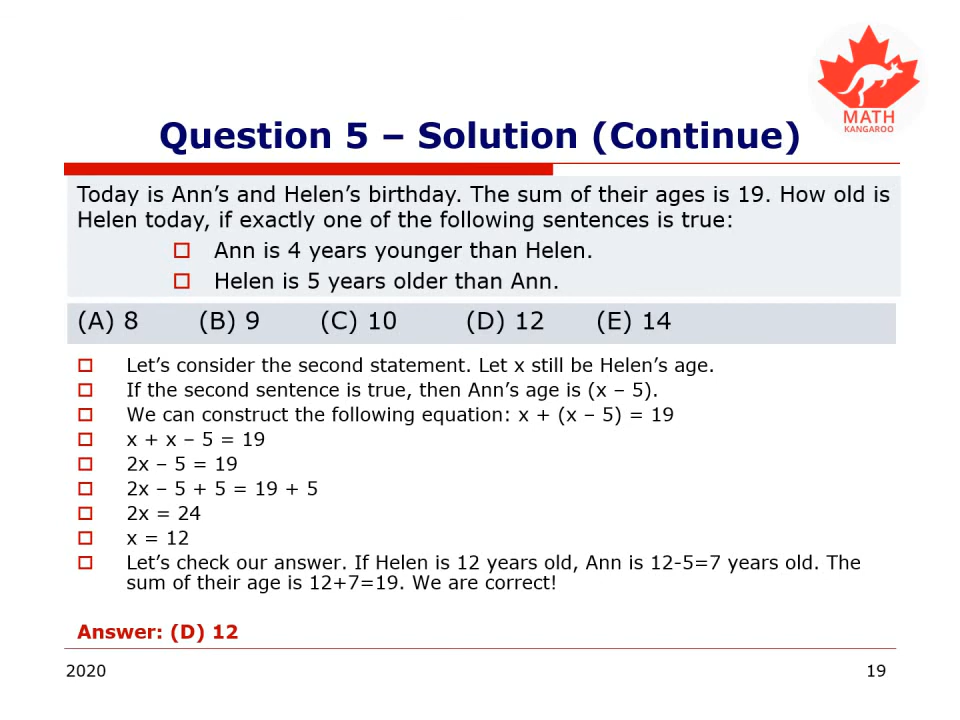 MATH
KANGAROO
Question 5 – Solution (Continue)
Today is Ann's and Helen's birthday. The sum of their ages is 19. How old is
Helen today, if exactly one of the following sentences is true:
Ann is 4 years younger than Helen.
Helen is 5 years older than Ann.
(A) 8 (B) 9 (C) 10 (D) 12 (E) 14
Let's consider the second statement. Let x still be Helen's age.
If the second sentence is true, then Ann's age is (x – 5).
We can construct the following equation: x + (x – 5) = 19
x + x – 5 = 19
2x – 5 = 19
2x – 5 + 5 = 19 + 5
2x = 24
x = 12
Let's check our answer. If Helen is 12 years old, Ann is 12-5=7 years old. The
sum of their age is 12+7=19. We are correct!
Answer: (D) 12
2020 19